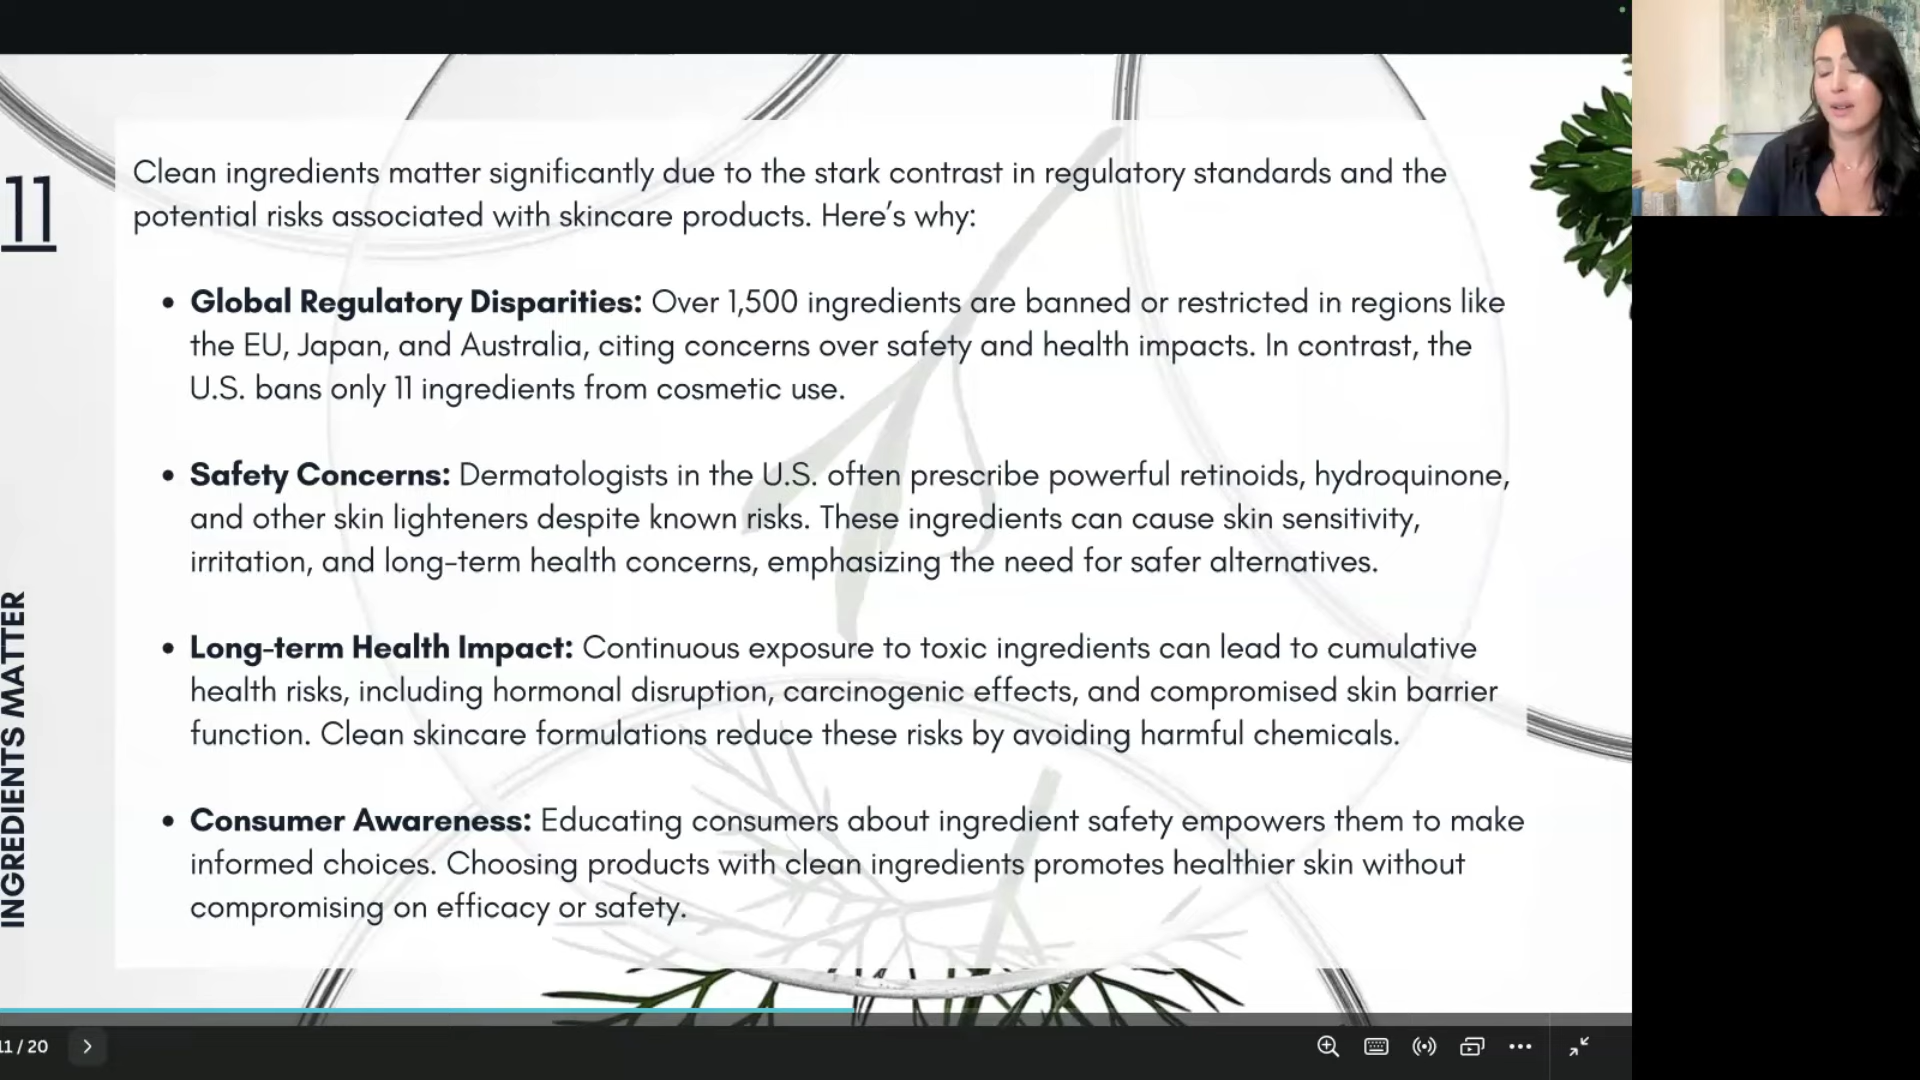 11
INGREDIENTS MATTER
Clean ingredients matter significantly due to the stark contrast in regulatory standards and the
potential risks associated with skincare products. Here’s why:
• Global Regulatory Disparities: Over 1,500 ingredients are banned or restricted in regions like
the EU, Japan, and Australia, citing concerns over safety and health impacts. In contrast, the
U.S. bans only 11 ingredients from cosmetic use.
• Safety Concerns: Dermatologists in the U.S. often prescribe powerful retinoids, hydroquinone,
and other skin lighteners despite known risks. These ingredients can cause skin sensitivity,
irritation, and long-term health concerns, emphasizing the need for safer alternatives.
• Long-term Health Impact: Continuous exposure to toxic ingredients can lead to cumulative
health risks, including hormonal disruption, carcinogenic effects, and compromised skin barrier
function. Clean skincare formulations reduce these risks by avoiding harmful chemicals.
• Consumer Awareness: Educating consumers about ingredient safety empowers them to make
informed choices. Choosing products with clean ingredients promotes healthier skin without
compromising on efficacy or safety.
11 / 20